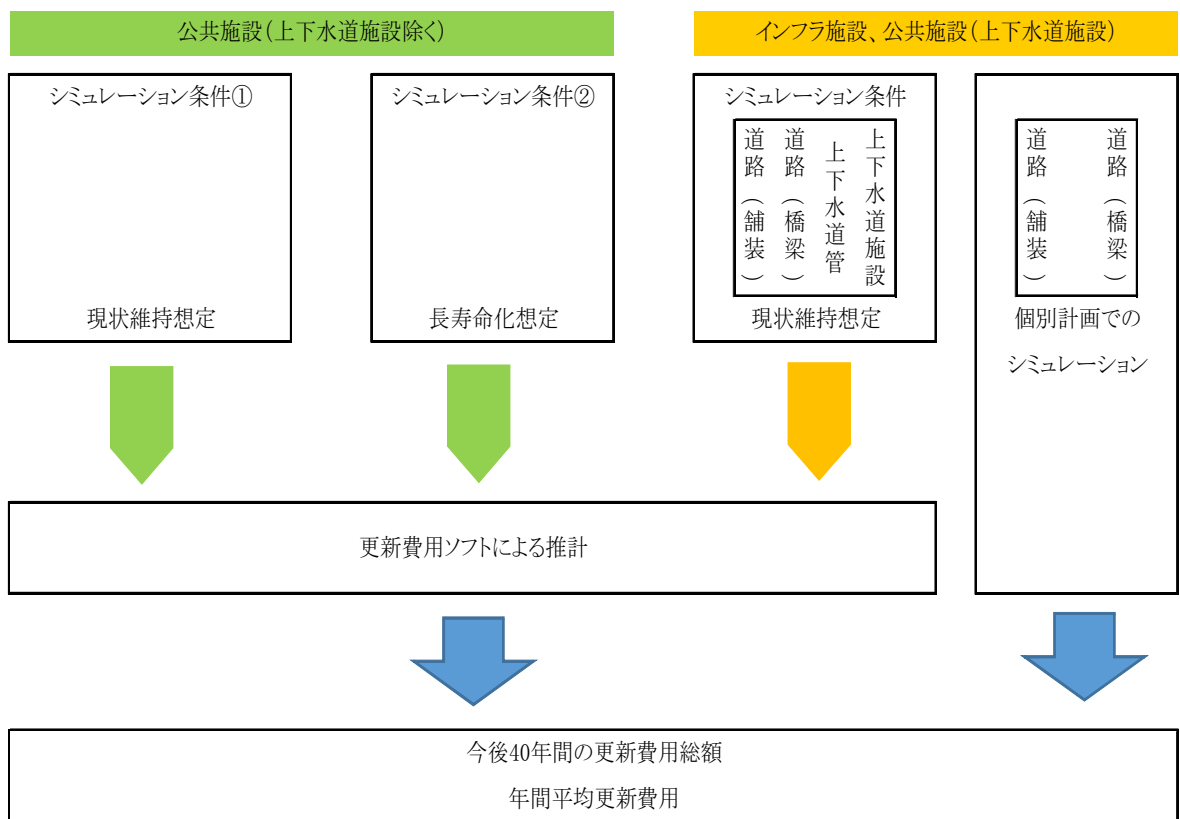 公共施設(上下水道施設除く)
インフラ施設、公共施設(上下水道施設)
シミュレーション条件①
現状維持想定
シミュレーション条件②
長寿命化想定
シミュレーション条件
上下水道施設
上下水道管
道路(橋梁)
道路(舗装)
現状維持想定
道路(橋梁)
道路(舗装)
個別計画での
シミュレーション
更新費用ソフトによる推計
今後40年間の更新費用総額
年間平均更新費用